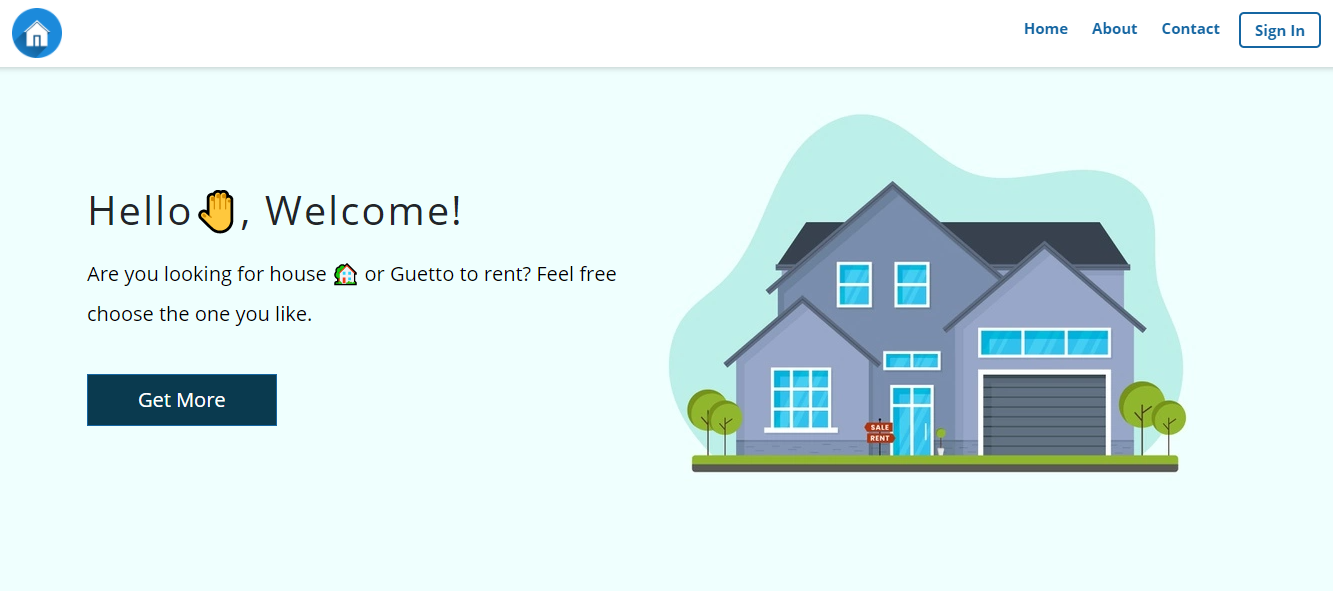 Home About Contact Sign In
Hello🤚, Welcome!
Are you looking for house 🏡 or Guetto to rent? Feel free
choose the one you like.
Get More
SALE
RENT